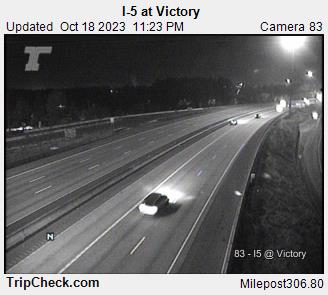 I-5 at Victory
Updated Oct 18 2023 11:23 PM Camera 83
T
N
83 - I5 @ Victory
TripCheck.com Milepost306.80